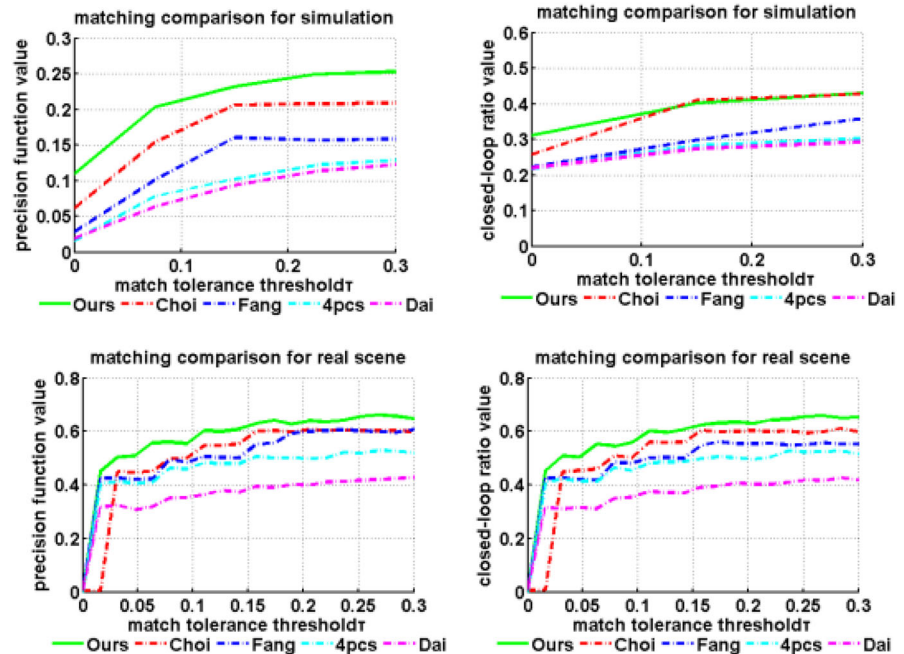 matching comparison for simulation
precision function value
0.3
0.25
0.2
0.15
0.1
0.05
0
0 0.1 0.2 0.3
match tolerance thresholdτ
Ours Choi Fang 4pcs Dai
matching comparison for simulation
closed-loop ratio value
0.6
0.5
0.4
0.3
0.2
0.1
0
0 0.1 0.2 0.3
match tolerance thresholdτ
Ours Choi Fang 4pcs Dai
matching comparison for real scene
precision function value
0.8
0.6
0.4
0.2
0
0 0.05 0.1 0.15 0.2 0.25 0.3
match tolerance thresholdτ
Ours Choi Fang 4pcs Dai
matching comparison for real scene
closed-loop ratio value
0.8
0.6
0.4
0.2
0
0 0.05 0.1 0.15 0.2 0.25 0.3
match tolerance thresholdτ
Ours Choi Fang 4pcs Dai